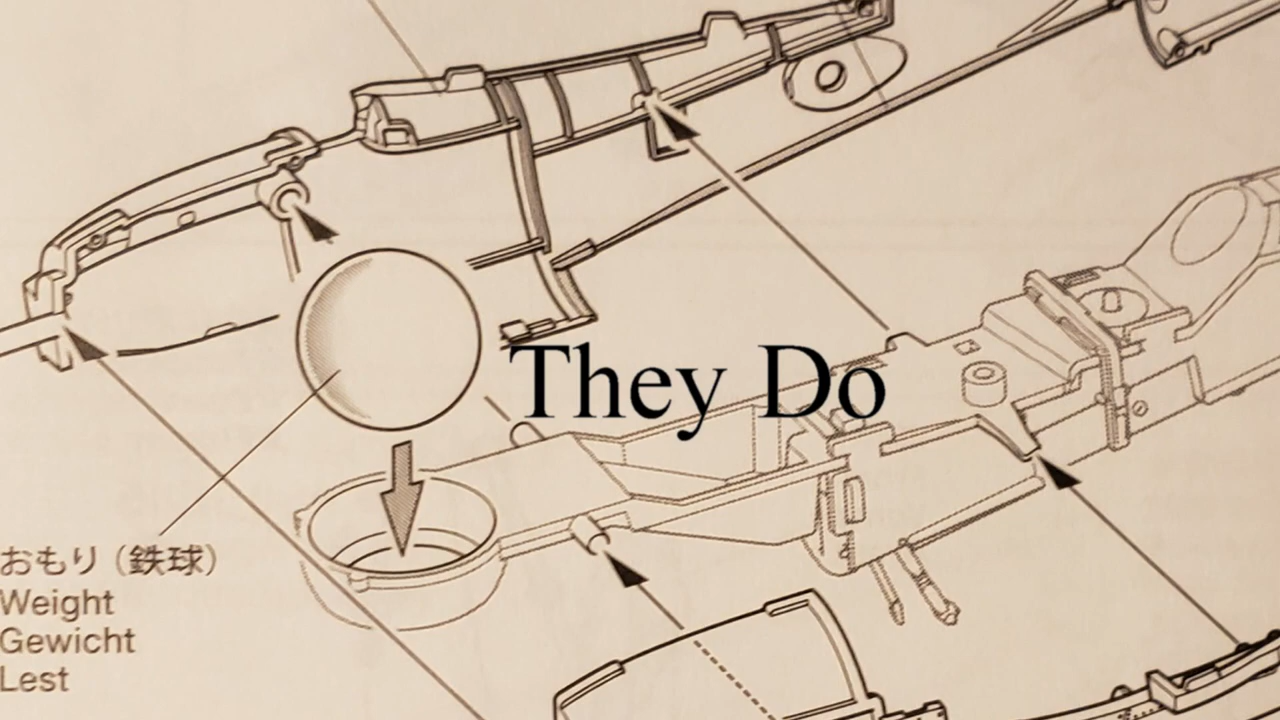 They Do
おもり（鉄球）
Weight
Gewicht
Lest